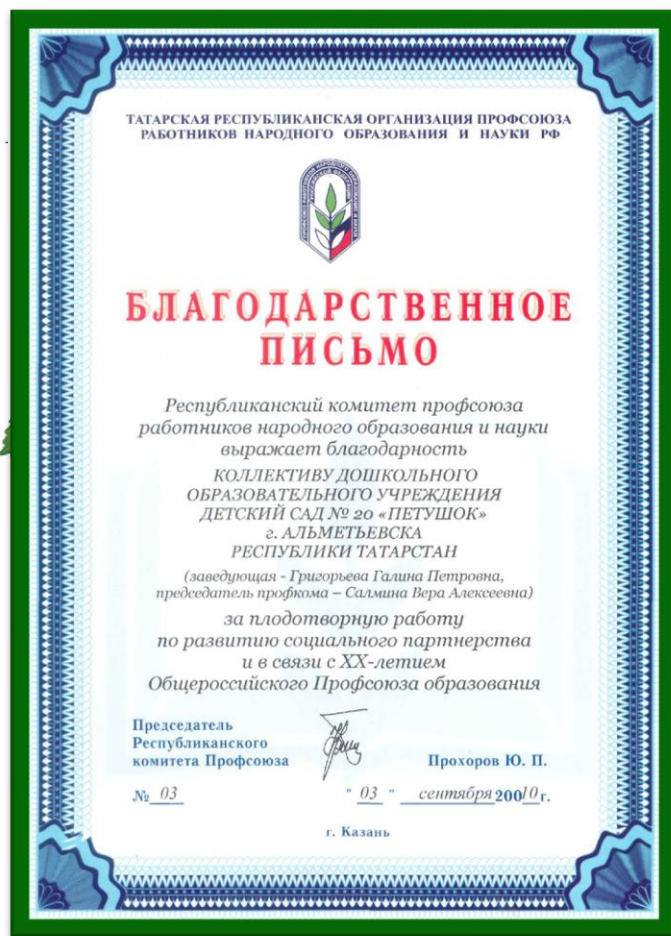 ТАТАРСКАЯ РЕСПУБЛИКАНСКАЯ ОРГАНИЗАЦИЯ ПРОФСОЮЗА
РАБОТНИКОВ НАРОДНОГО ОБРАЗОВАНИЯ И НАУКИ РФ
БЛАГОДАРСТВЕННОЕ
ПИСЬМО
Республиканский комитет профсоюза
работников народного образования и науки
выражает благодарность
КОЛЛЕКТИВУ ДОШКОЛЬНОГО
ОБРАЗОВАТЕЛЬНОГО УЧРЕЖДЕНИЯ
ДЕТСКИЙ САД № 20 «ПЕТУШОК»
г. АЛЬМЕТЬЕВСКА
РЕСПУБЛИКИ ТАТАРСТАН
(заведующая - Григорьева Галина Петровна,
председатель профкома – Салмина Вера Алексеевна)
за плодотворную работу
по развитию социального партнерства
и в связи с XX-летием
Общероссийского Профсоюза образования
Председатель
Республиканского
комитета Профсоюза Прохоров Ю. П.
№ 03 " 03 " сентября 20010 г.
г. Казань